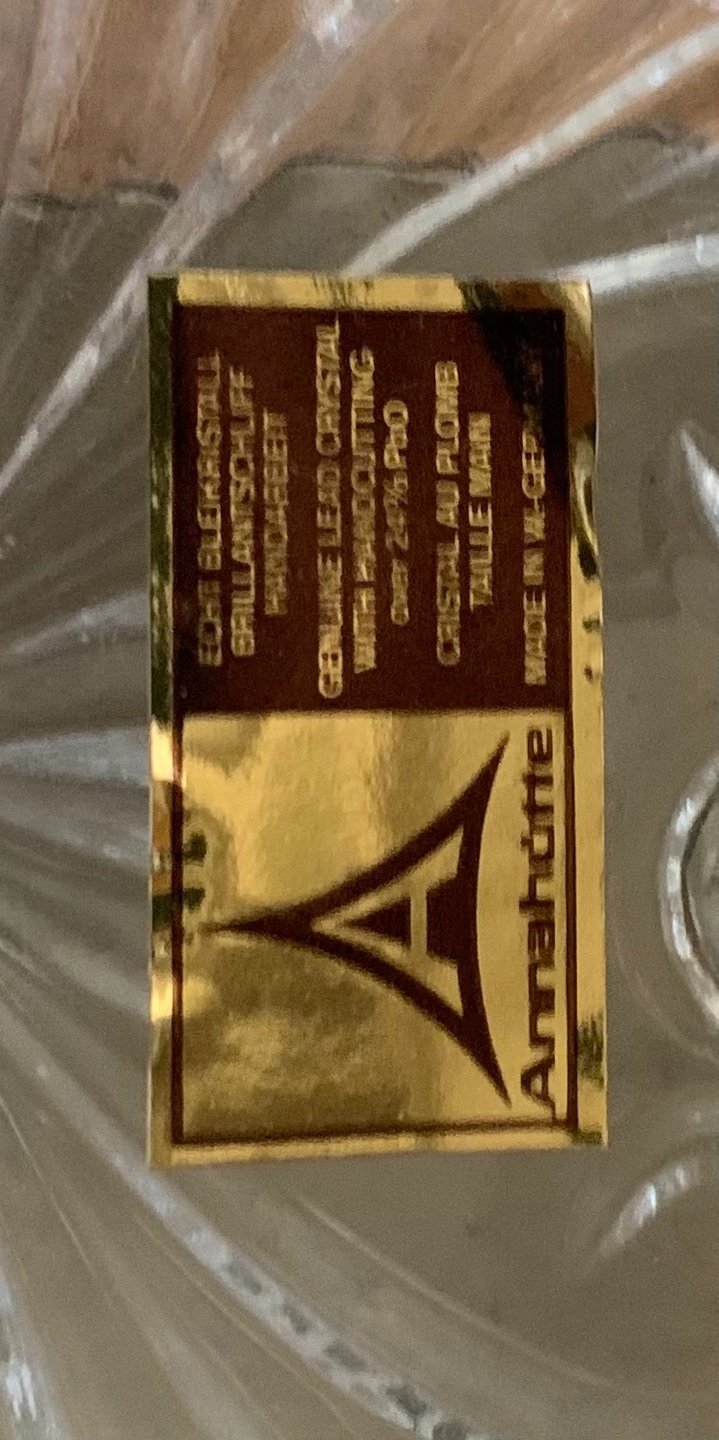 A
Annahütte
ECHT BLEIKRISTALL
BRILLANTSCHLIFF
HANDARBEIT
GENUINE LEAD CRYSTAL
WITH HANDCUTTING
over 24% PbO
CRISTAL AU PLOMB
TAILLÉ MAIN
MADE IN W.-GERMANY